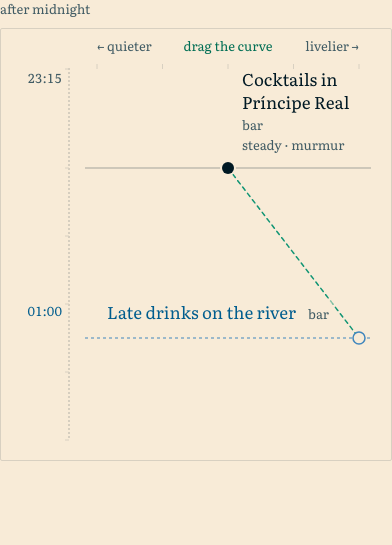 after midnight
← quieter drag the curve livelier →
23:15
Cocktails in
Príncipe Real
bar
steady · murmur
01:00
Late drinks on the river bar